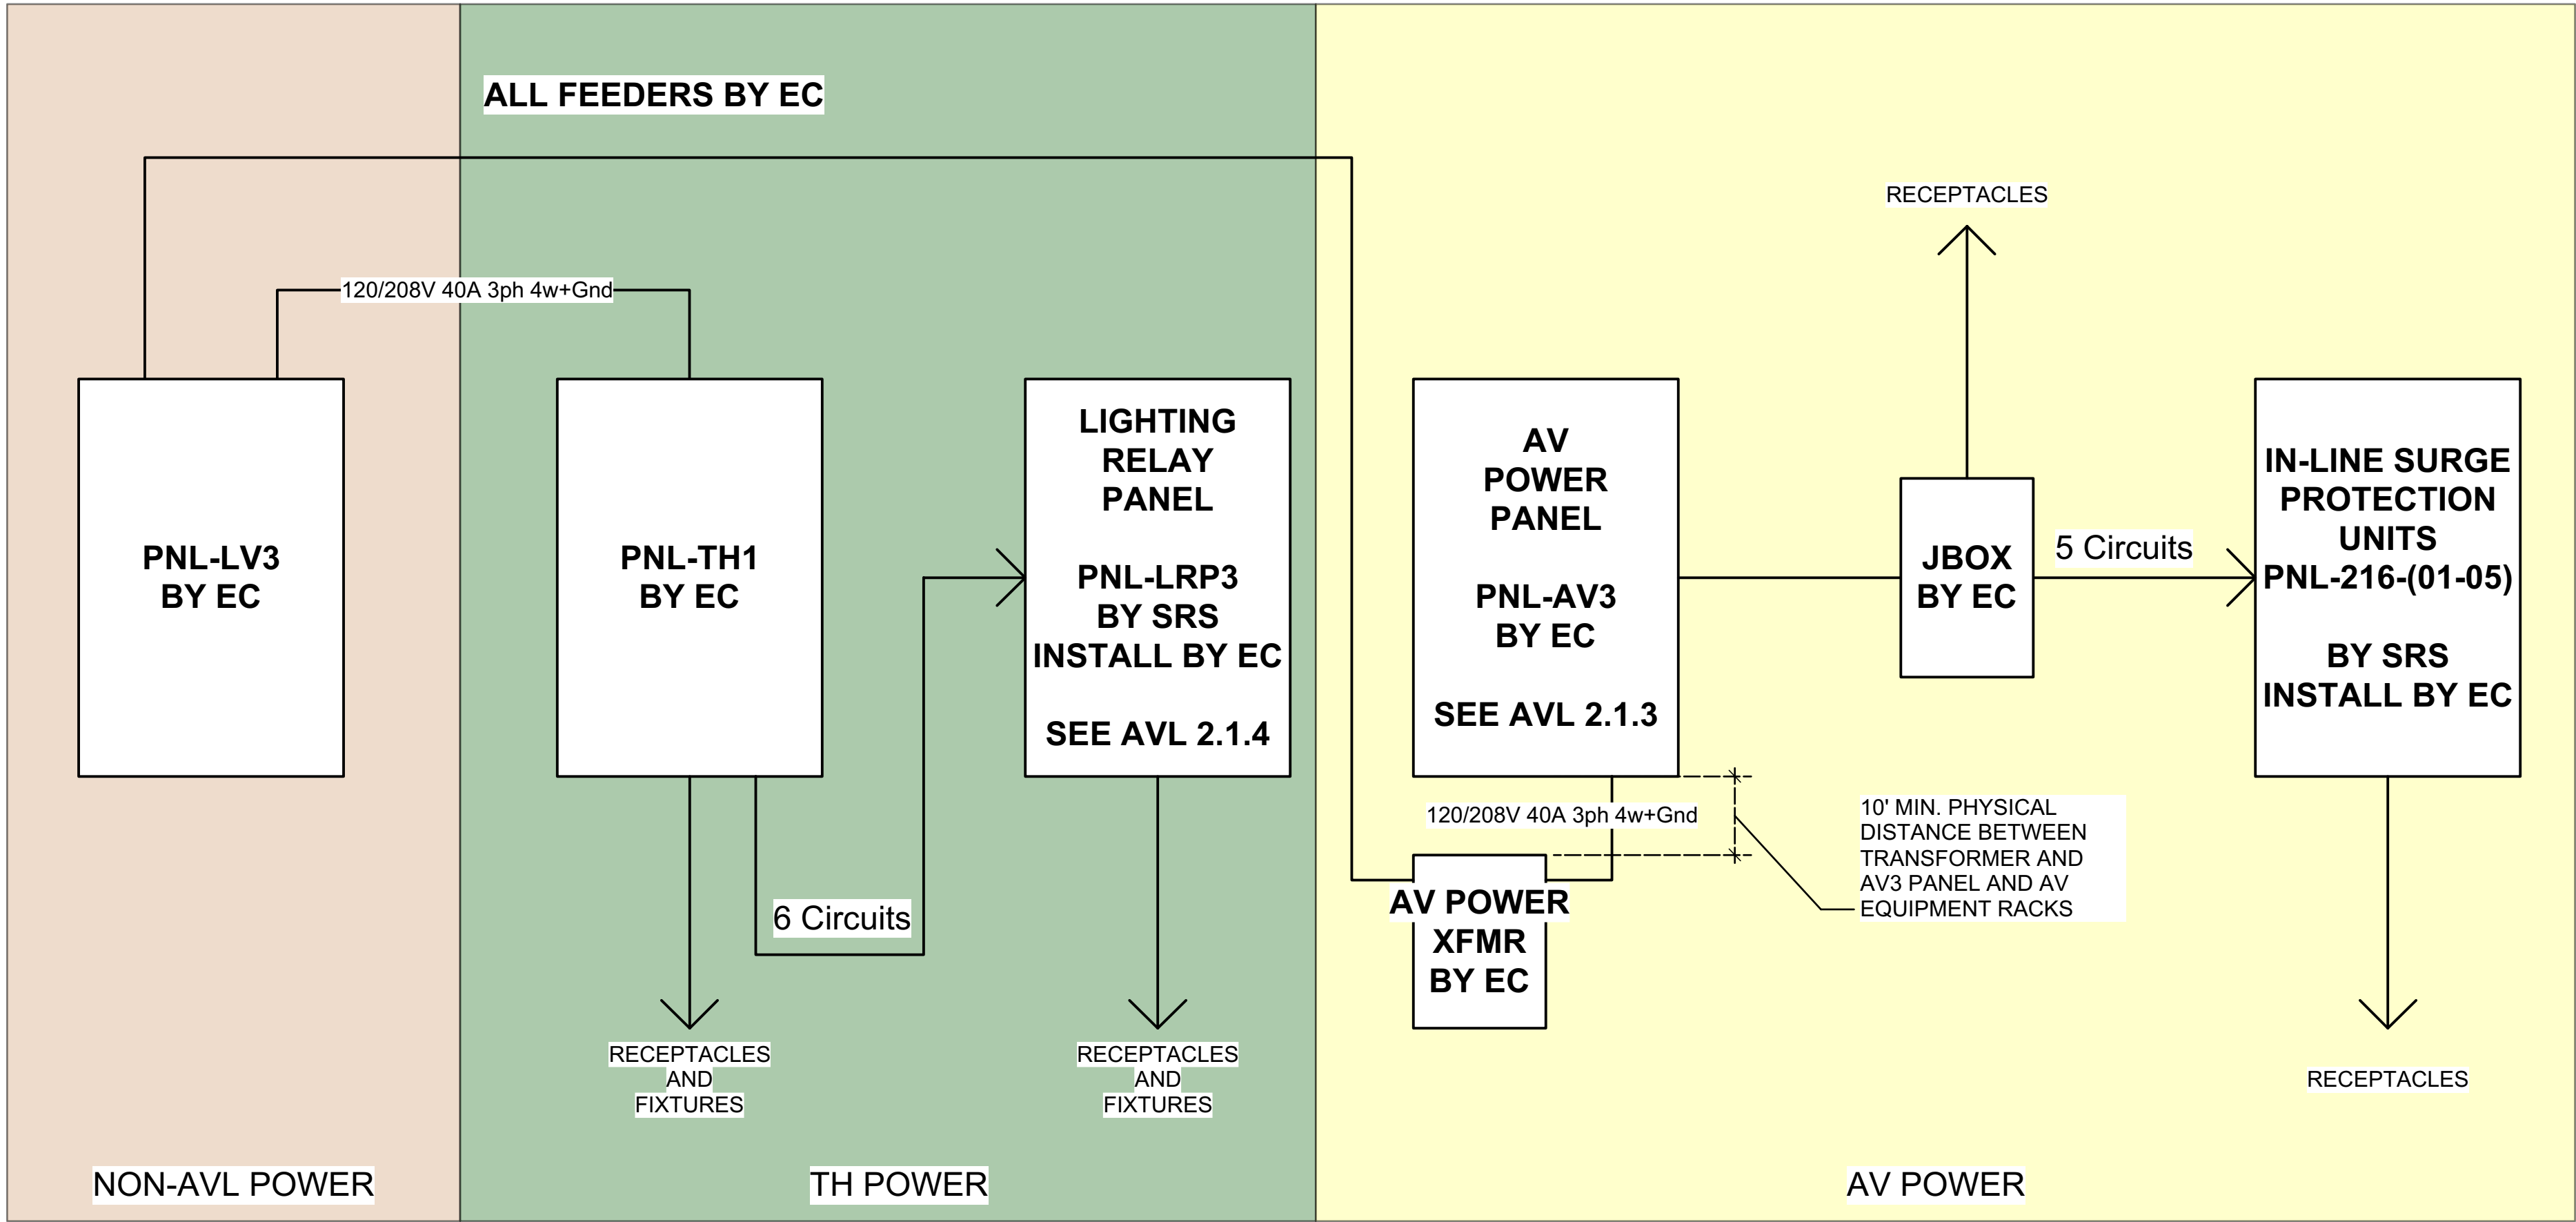 ALL FEEDERS BY EC
120/208V 40A 3ph 4w+Gnd
PNL-LV3
BY EC
PNL-TH1
BY EC
6 Circuits
RECEPTACLES
AND
FIXTURES
LIGHTING
RELAY
PANEL
PNL-LRP3
BY SRS
INSTALL BY EC
SEE AVL 2.1.4
RECEPTACLES
AND
FIXTURES
AV
POWER
PANEL
PNL-AV3
BY EC
SEE AVL 2.1.3
120/208V 40A 3ph 4w+Gnd
AV POWER
XFMR
BY EC
10' MIN. PHYSICAL
DISTANCE BETWEEN
TRANSFORMER AND
AV3 PANEL AND AV
EQUIPMENT RACKS
RECEPTACLES
JBOX
BY EC
5 Circuits
IN-LINE SURGE
PROTECTION
UNITS
PNL-216-(01-05)
BY SRS
INSTALL BY EC
RECEPTACLES
NON-AVL POWER
TH POWER
AV POWER